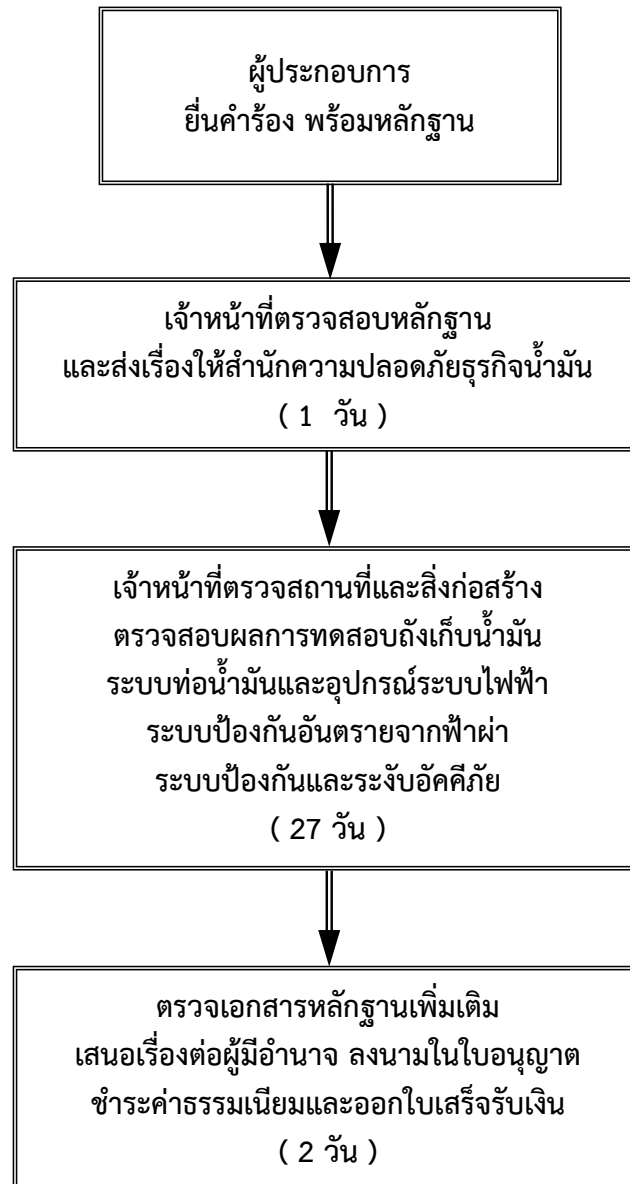 ผู้ประกอบการ
ยื่นคำร้อง พร้อมหลักฐาน
เจ้าหน้าที่ตรวจสอบหลักฐาน
และส่งเรื่องให้สำนักความปลอดภัยธุรกิจน้ำมัน
( 1 วัน )
เจ้าหน้าที่ตรวจสถานที่และสิ่งก่อสร้าง
ตรวจสอบผลการทดสอบถังเก็บน้ำมัน
ระบบท่อน้ำมันและอุปกรณ์ระบบไฟฟ้า
ระบบป้องกันอันตรายจากฟ้าผ่า
ระบบป้องกันและระงับอัคคีภัย
( 27 วัน )
ตรวจเอกสารหลักฐานเพิ่มเติม
เสนอเรื่องต่อผู้มีอำนาจ ลงนามในใบอนุญาต
ชำระค่าธรรมเนียมและออกใบเสร็จรับเงิน
( 2 วัน )